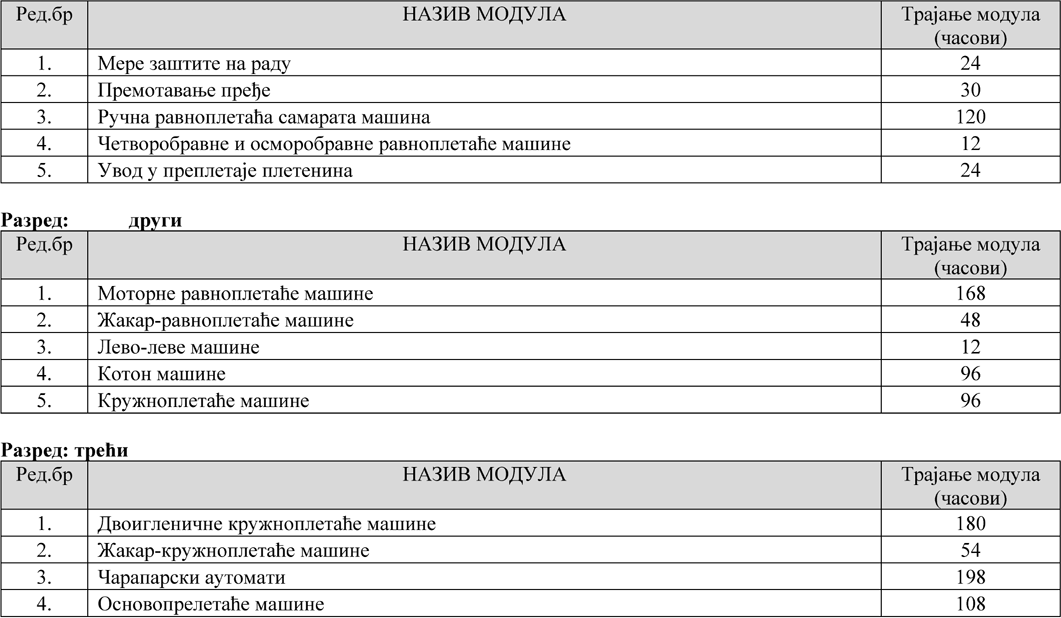 Ред.бр НАЗИВ МОДУЛА Трајање модула
(часови)
1. Мере заштите на раду 24
2. Премотавање пређе 30
3. Ручна равноплетаћа самарата машина 120
4. Четворобравне и осморобравне равноплетаће машине 12
5. Увод у преплетаје плетенина 24
Разред: други
Ред.бр НАЗИВ МОДУЛА Трајање модула
(часови)
1. Моторне равноплетаће машине 168
2. Жакар-равноплетаће машине 48
3. Лево-леве машине 12
4. Котон машине 96
5. Кружноплетаће машине 96
Разред: трећи
Ред.бр НАЗИВ МОДУЛА Трајање модула
(часови)
1. Двоигленичне кружноплетаће машине 180
2. Жакар-кружноплетаће машине 54
3. Чарапарски аутомати 198
4. Основопрелетаће машине 108